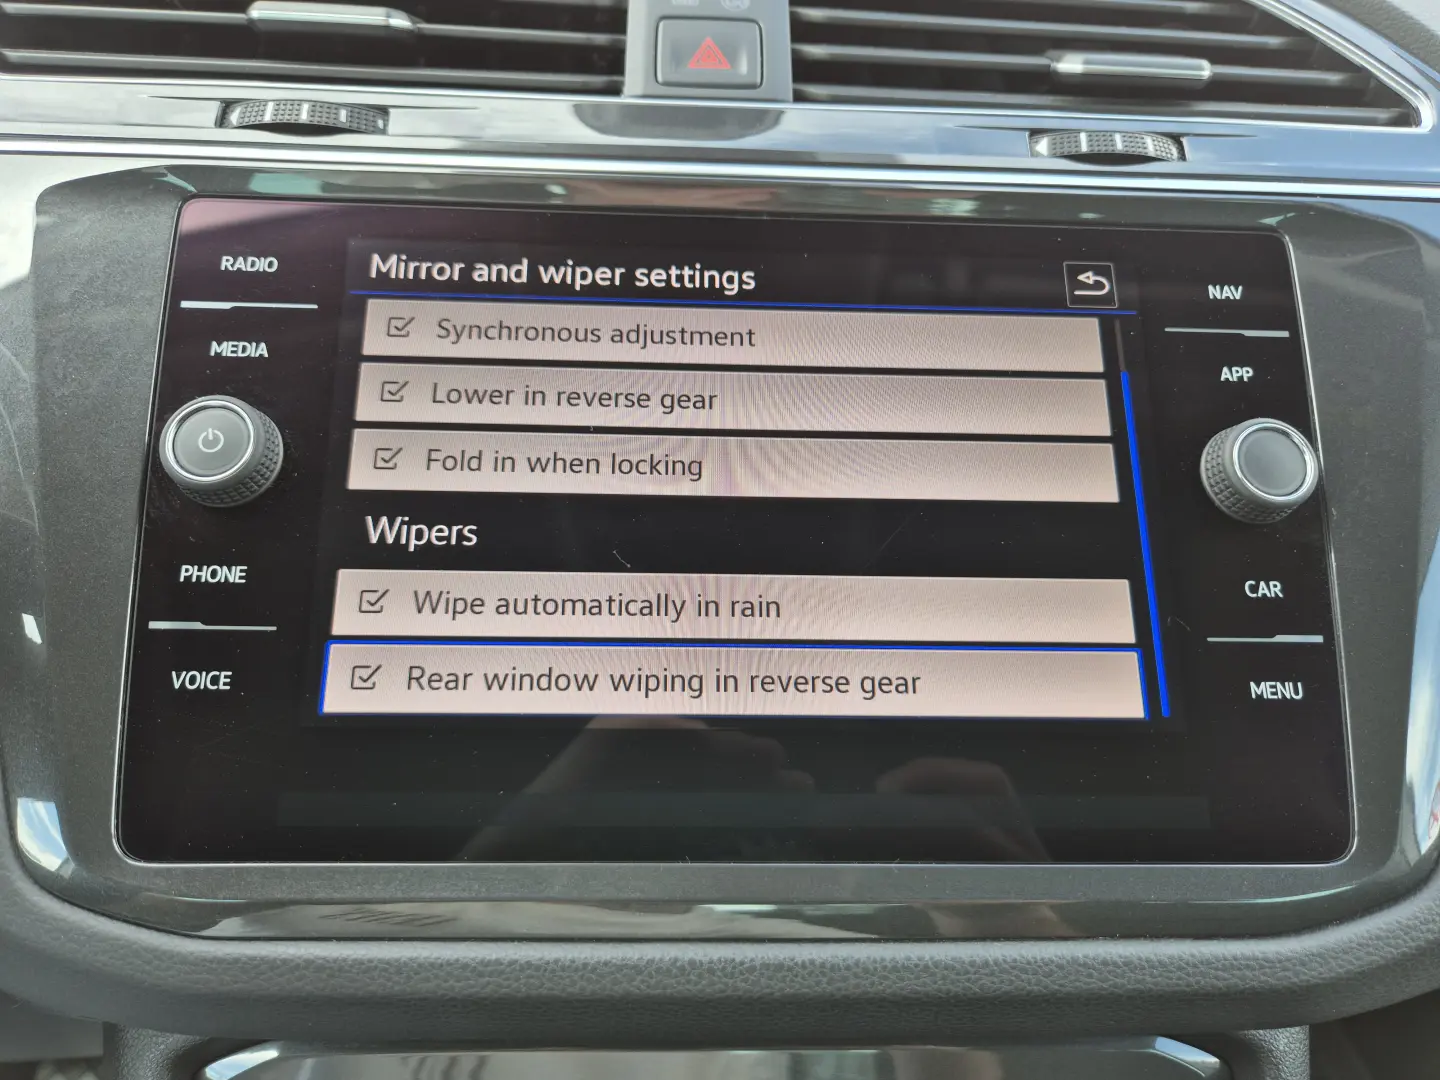 RADIO
MEDIA
PHONE
VOICE
Mirror and wiper settings
Synchronous adjustment
Lower in reverse gear
Fold in when locking
Wipers
Wipe automatically in rain
Rear window wiping in reverse gear
NAV
APP
CAR
MENU